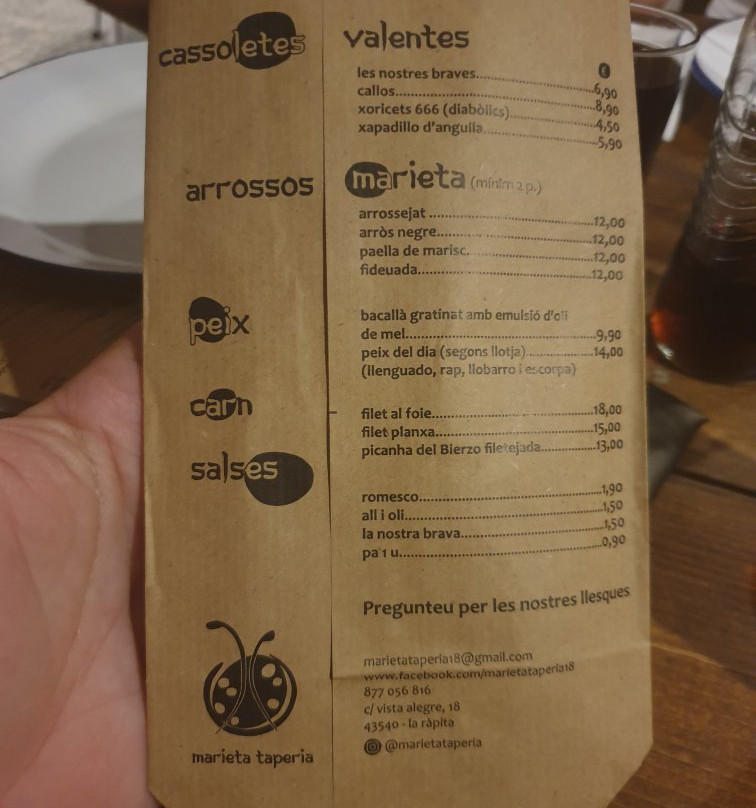 cassoletes
valentes
€
les nostres braves....................6,90
callos....................8,90
xoricets 666 (diabòlics)....................4,50
xapadillo d'anguila....................5,90
arrossos
marieta (mínim 2 p.)
arrossejat....................12,00
arròs negre....................12,00
paella de marisc....................12,00
fideuada....................12,00
peix
bacallà gratinat amb emulsió d'oli
de mel....................9,90
peix del dia (segons llotja)....................14,00
(llenguado, rap, llobarro i escorpa)
carn
filet al foie....................18,00
filet planxa....................15,00
picanha del Bierzo filetejada....................13,00
salses
romesco....................1,90
all i oli....................1,50
la nostra brava....................1,50
pa 1 u....................0,90
Pregunteu per les nostres llesques
marietataperia18@gmail.com
www.facebook.com/marietataperia18
877 056 816
c/ vista alegre, 18
43540 - la ràpita
@marietataperia
marieta taperia